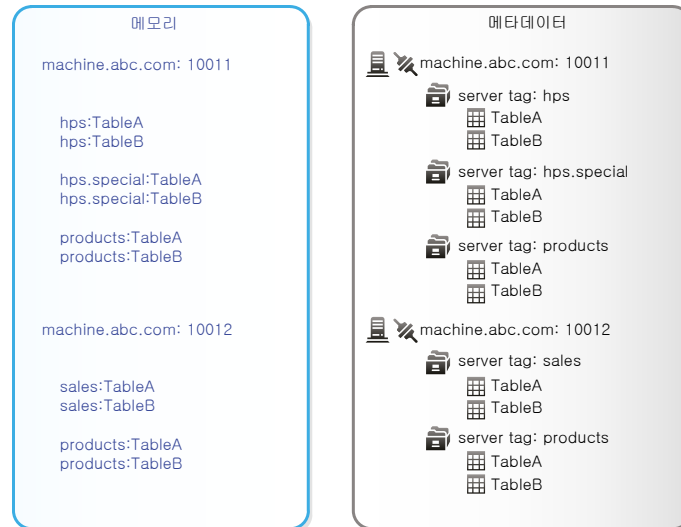 메모리
machine.abc.com: 10011
hps:TableA
hps:TableB
hps.special:TableA
hps.special:TableB
products:TableA
products:TableB
machine.abc.com: 10012
sales:TableA
sales:TableB
products:TableA
products:TableB
메타데이터
machine.abc.com: 10011
server tag: hps
TableA
TableB
server tag: hps.special
TableA
TableB
server tag: products
TableA
TableB
machine.abc.com: 10012
server tag: sales
TableA
TableB
server tag: products
TableA
TableB